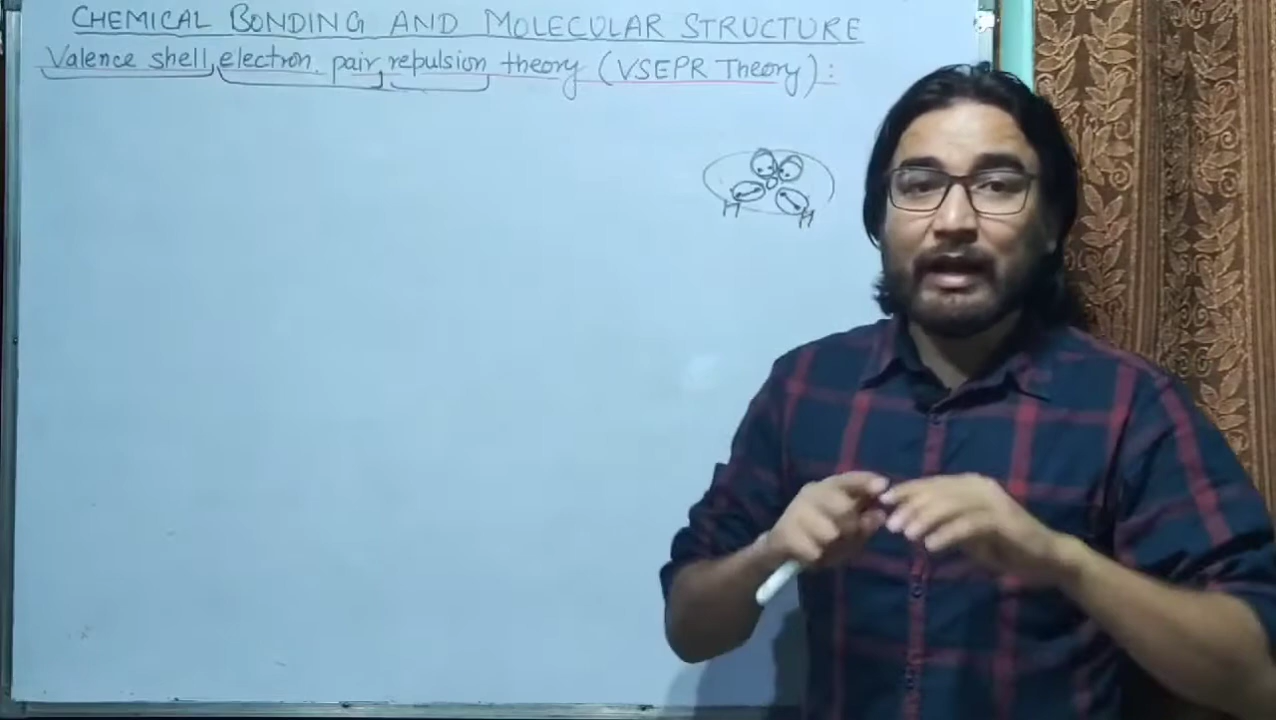 CHEMICAL BONDING AND MOLECULAR STRUCTURE
Valence shell, electron pair repulsion theory (VSEPR Theory) :
O
H H